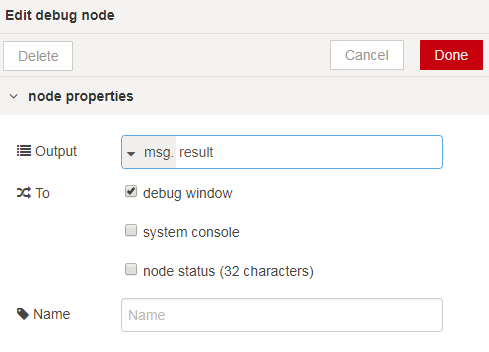 Edit debug node
Delete Cancel Done
node properties
Output msg. result
To debug window
system console
node status (32 characters)
Name Name